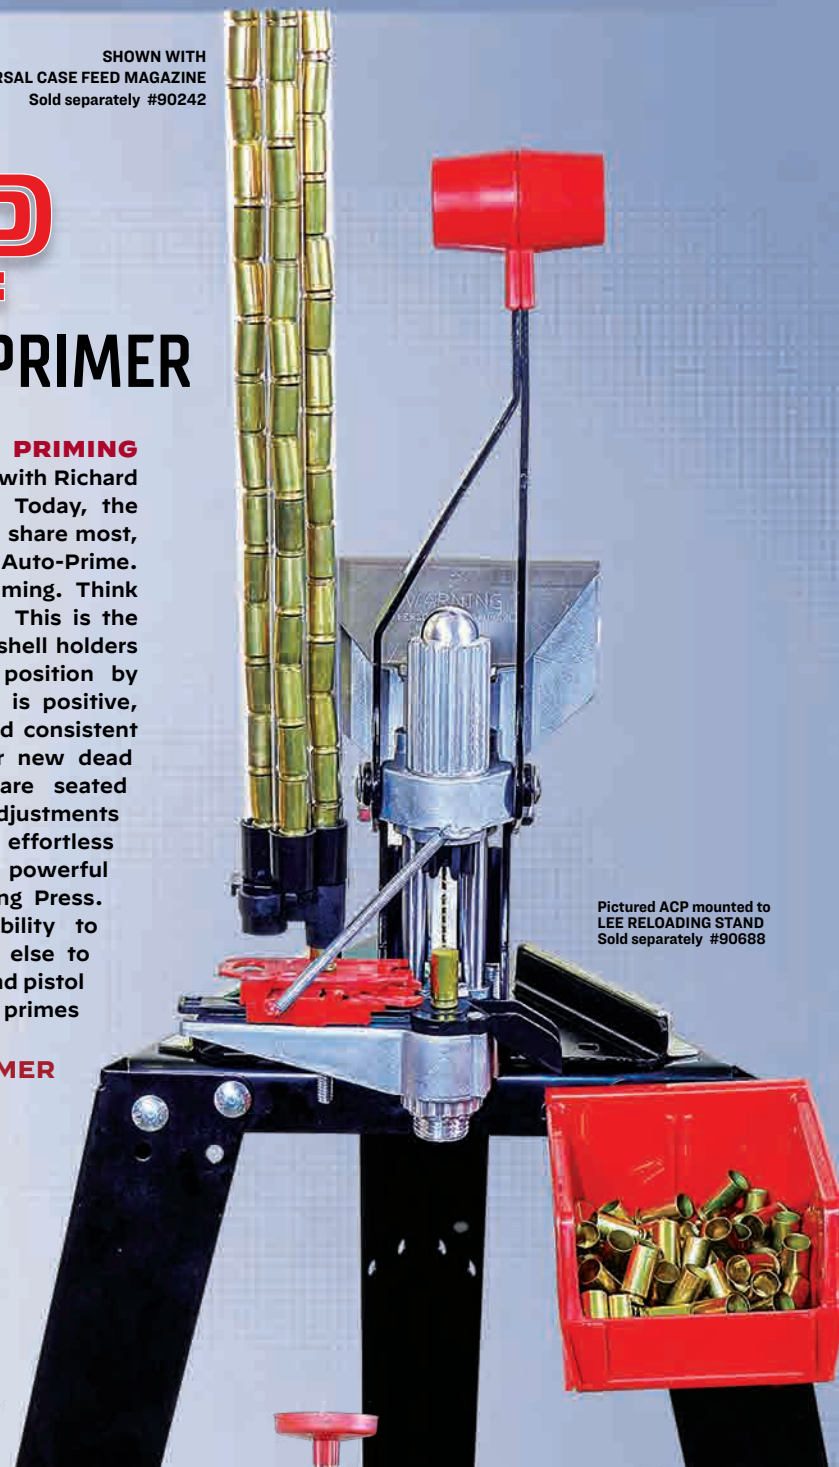 SHOWN WITH
RSAL CASE FEED MAGAZINE
Sold separately #90242
D
PRIMER
PRIMING
with Richard
Today, the
share most,
Auto-Prime.
ming. Think
This is the
shell holders
position by
is positive,
d consistent
r new dead
are seated
djustments
effortless
powerful
ng Press.
bility to
else to
nd pistol
primes
MER
WARNING
Pictured ACP mounted to
LEE RELOADING STAND
Sold separately #90688